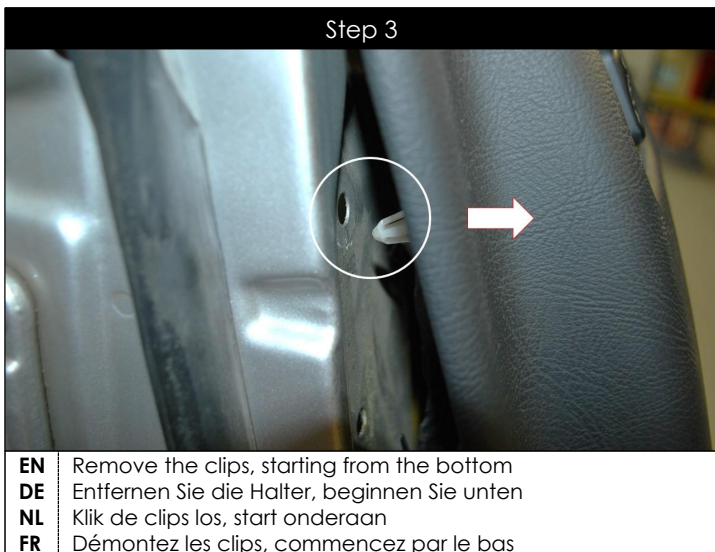 Step 3
EN Remove the clips, starting from the bottom
DE Entfernen Sie die Halter, beginnen Sie unten
NL Klik de clips los, start onderaan
FR Démontez les clips, commencez par le bas